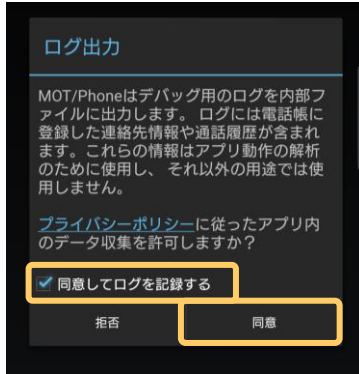 ログ出力
MOT/Phoneはデバッグ用のログを内部フ
ァイルに出力します。 ログには電話帳に
登録した連絡先情報や通話履歴が含まれ
ます。これらの情報はアプリ動作の解析
のために使用し、 それ以外の用途では使
用しません。
プライバシーポリシーに従ったアプリ内
のデータ収集を許可しますか？
同意してログを記録する
拒否 同意